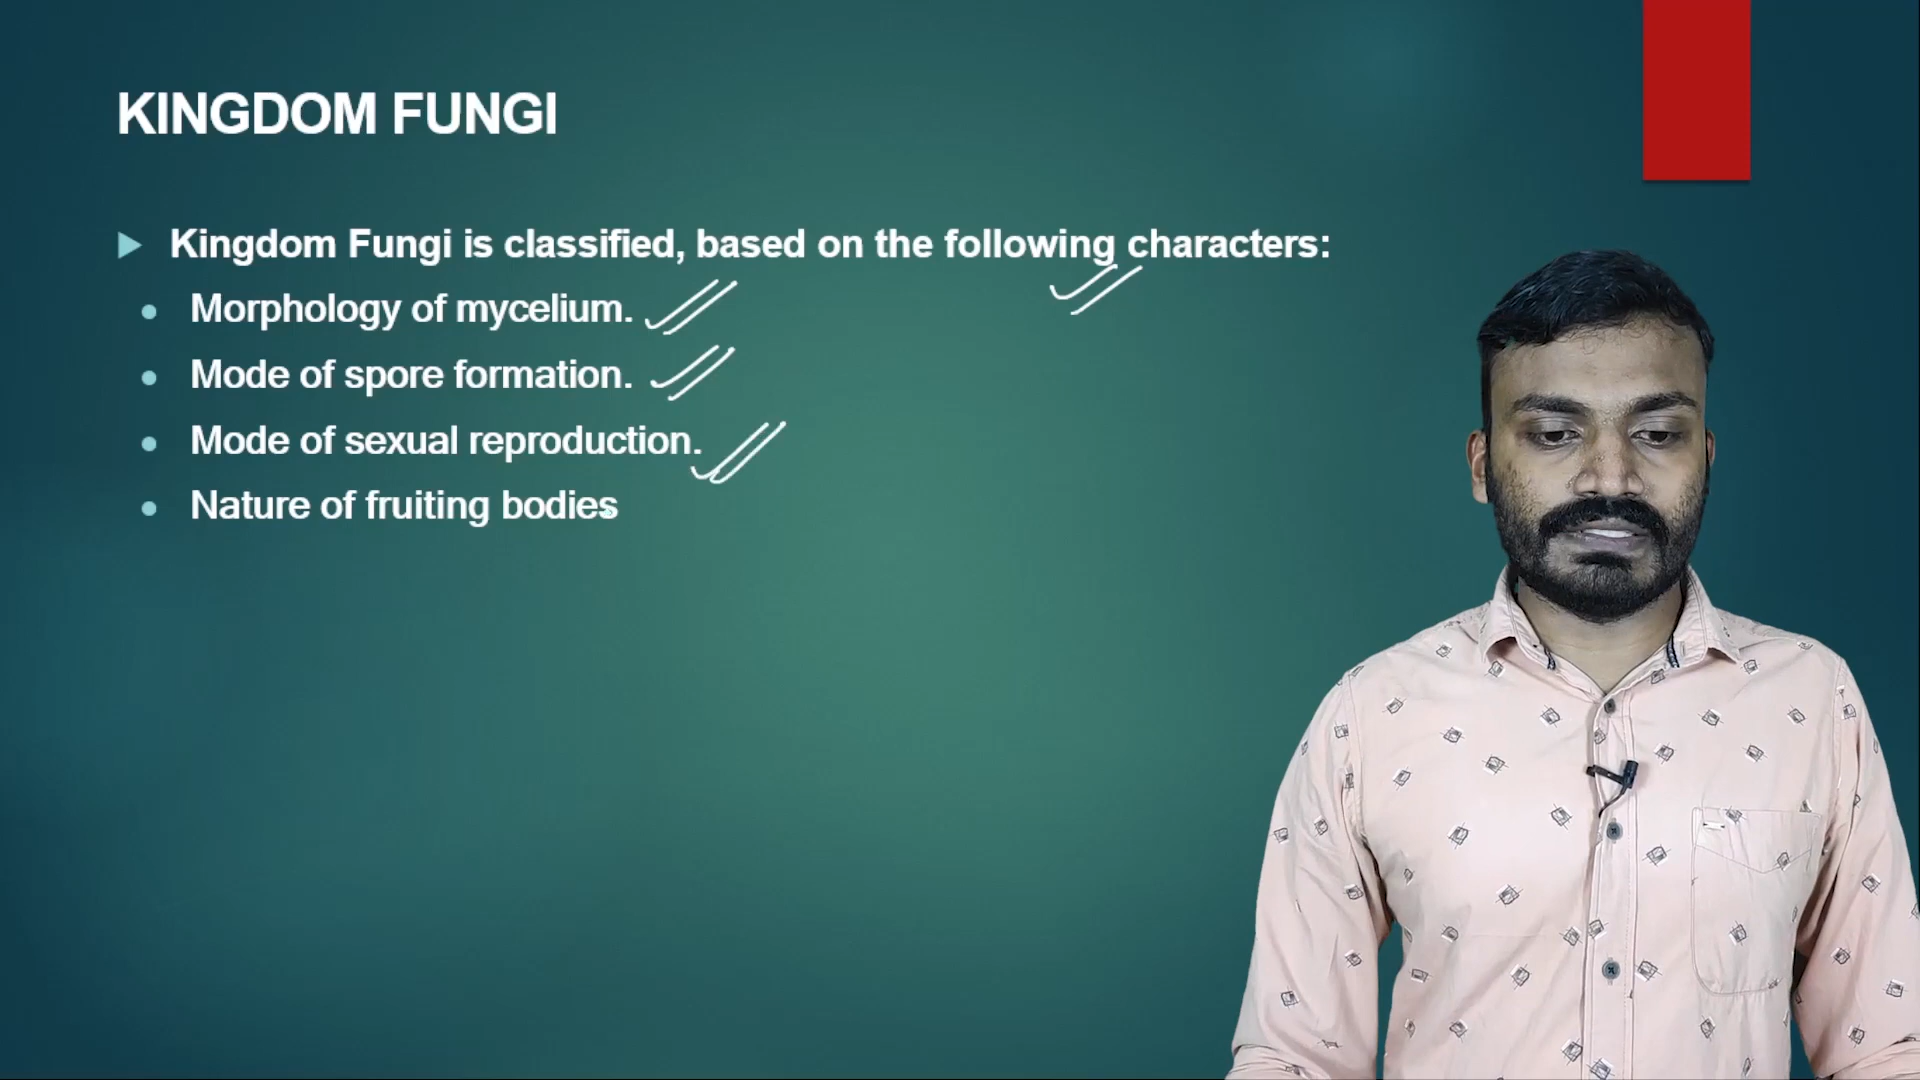 KINGDOM FUNGI
Kingdom Fungi is classified, based on the following characters:
Morphology of mycelium.
Mode of spore formation.
Mode of sexual reproduction.
Nature of fruiting bodies